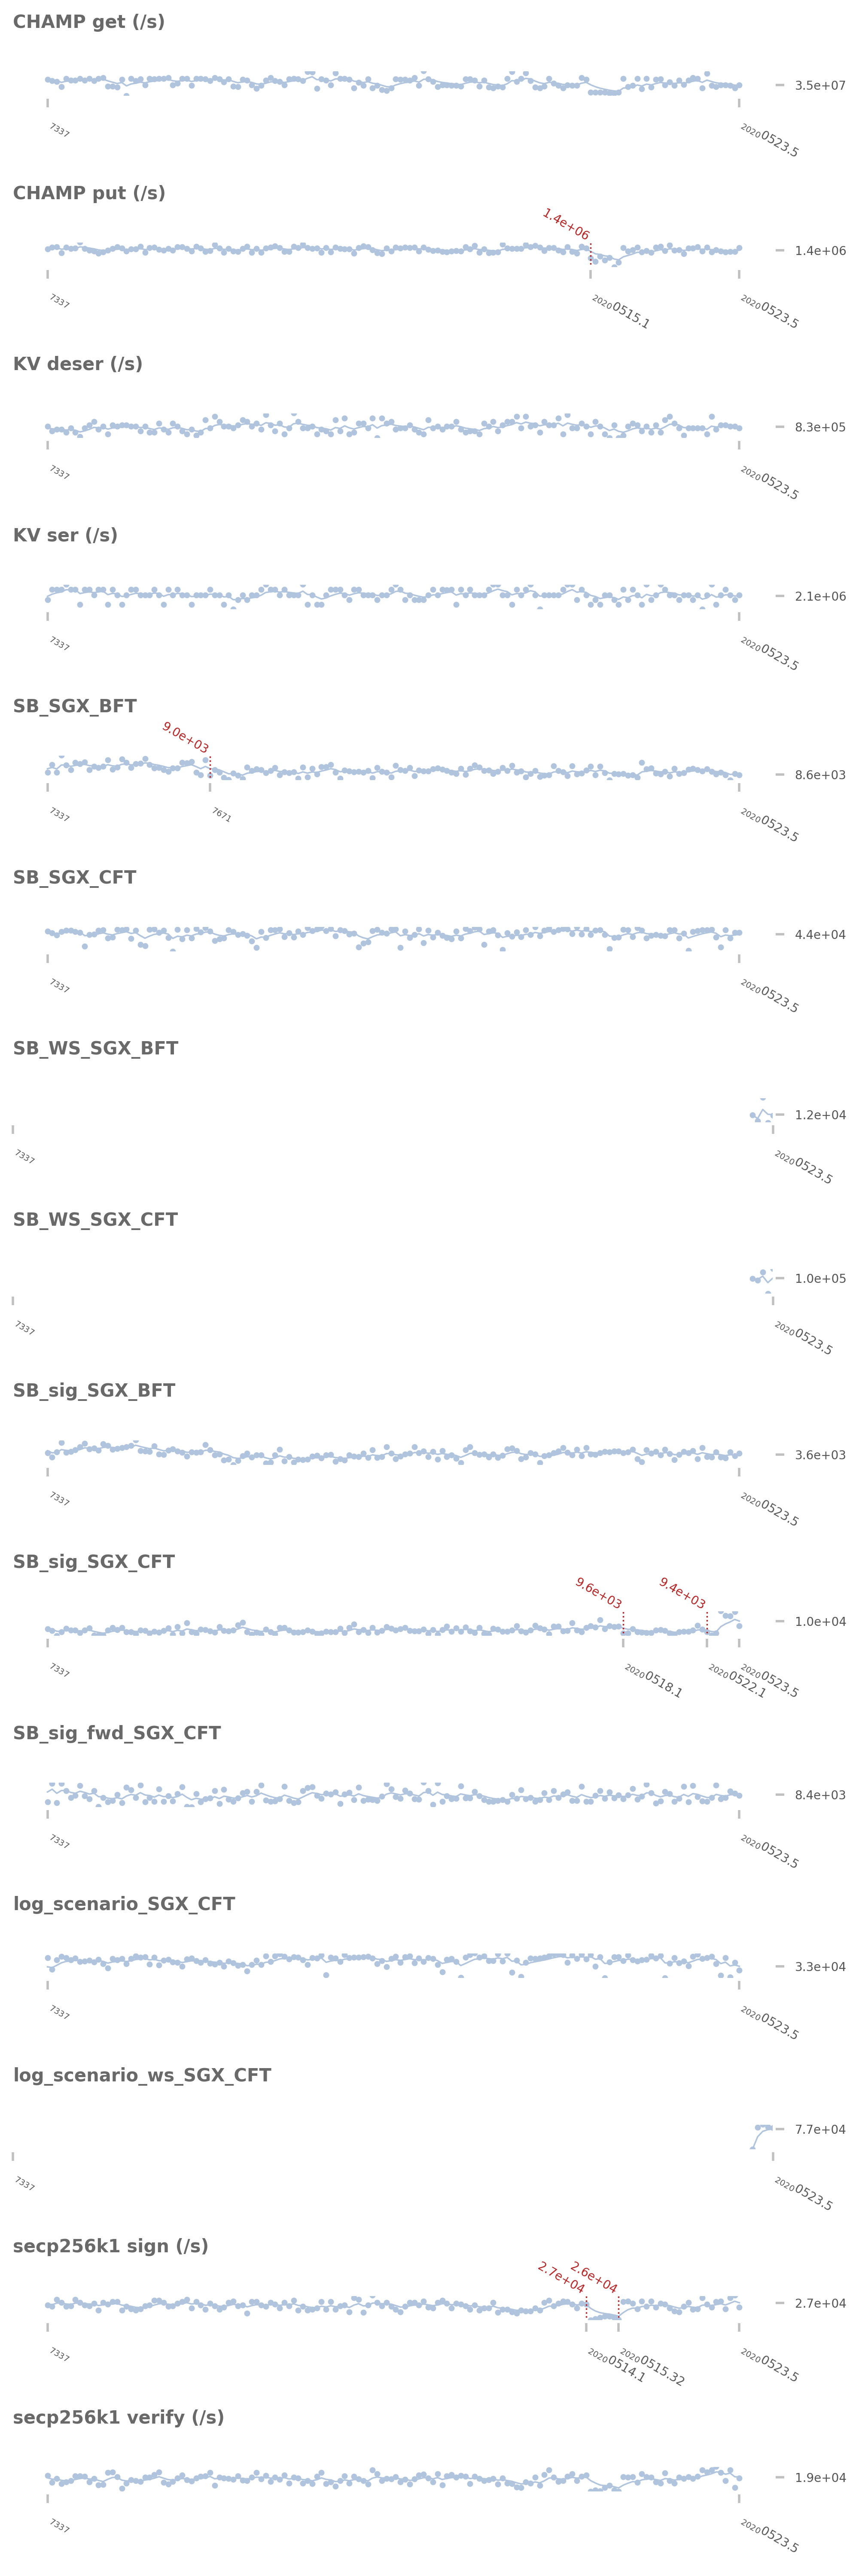 CHAMP get (/s)
3.5e+07
7337
20200523.5
CHAMP put (/s)
1.4e+06
1.4e+06
7337
20200515.1
20200523.5
KV deser (/s)
8.3e+05
7337
20200523.5
KV ser (/s)
2.1e+06
7337
20200523.5
SB_SGX_BFT
9.0e+03
8.6e+03
7337
7671
20200523.5
SB_SGX_CFT
4.4e+04
7337
20200523.5
SB_WS_SGX_BFT
1.2e+04
7337
20200523.5
SB_WS_SGX_CFT
1.0e+05
7337
20200523.5
SB_sig_SGX_BFT
3.6e+03
7337
20200523.5
SB_sig_SGX_CFT
9.6e+03
9.4e+03
1.0e+04
7337
20200518.1
20200522.1
20200523.5
SB_sig_fwd_SGX_CFT
8.4e+03
7337
20200523.5
log_scenario_SGX_CFT
3.3e+04
7337
20200523.5
log_scenario_ws_SGX_CFT
7.7e+04
7337
20200523.5
secp256k1 sign (/s)
2.7e+04
2.6e+04
2.7e+04
7337
20200514.1
20200515.32
20200523.5
secp256k1 verify (/s)
1.9e+04
7337
20200523.5